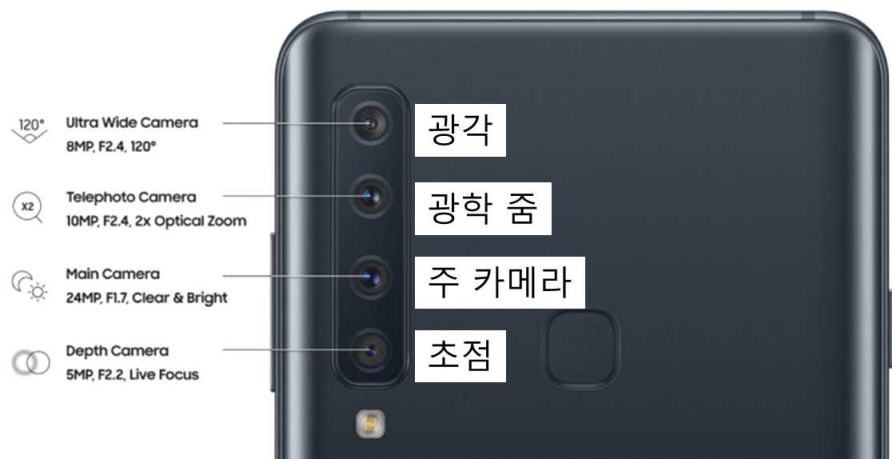 120°
Ultra Wide Camera
8MP, F2.4, 120°
광각
X2
Telephoto Camera
10MP, F2.4, 2x Optical Zoom
광학 줌
Main Camera
24MP, F1.7, Clear & Bright
주 카메라
Depth Camera
5MP, F2.2, Live Focus
초점